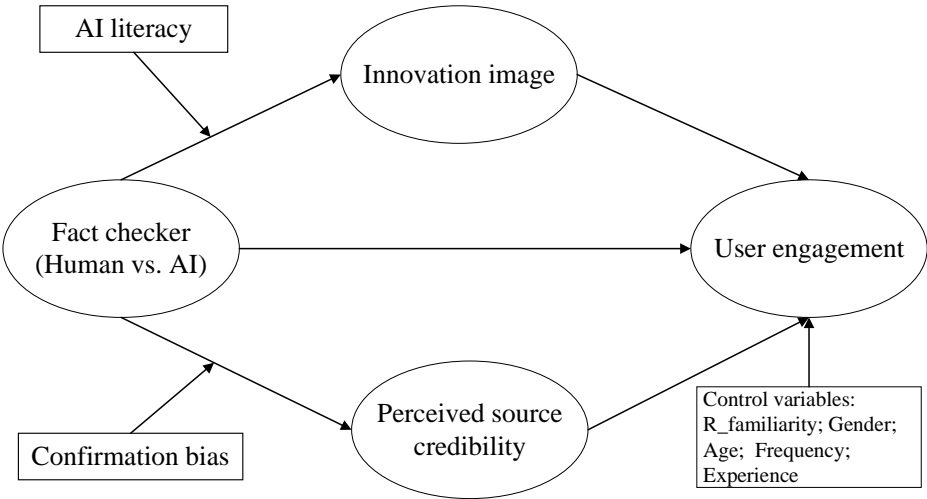 AI literacy
Innovation image
Fact checker
(Human vs. AI)
User engagement
Perceived source
credibility
Confirmation bias
Control variables:
R_familiarity; Gender;
Age; Frequency;
Experience